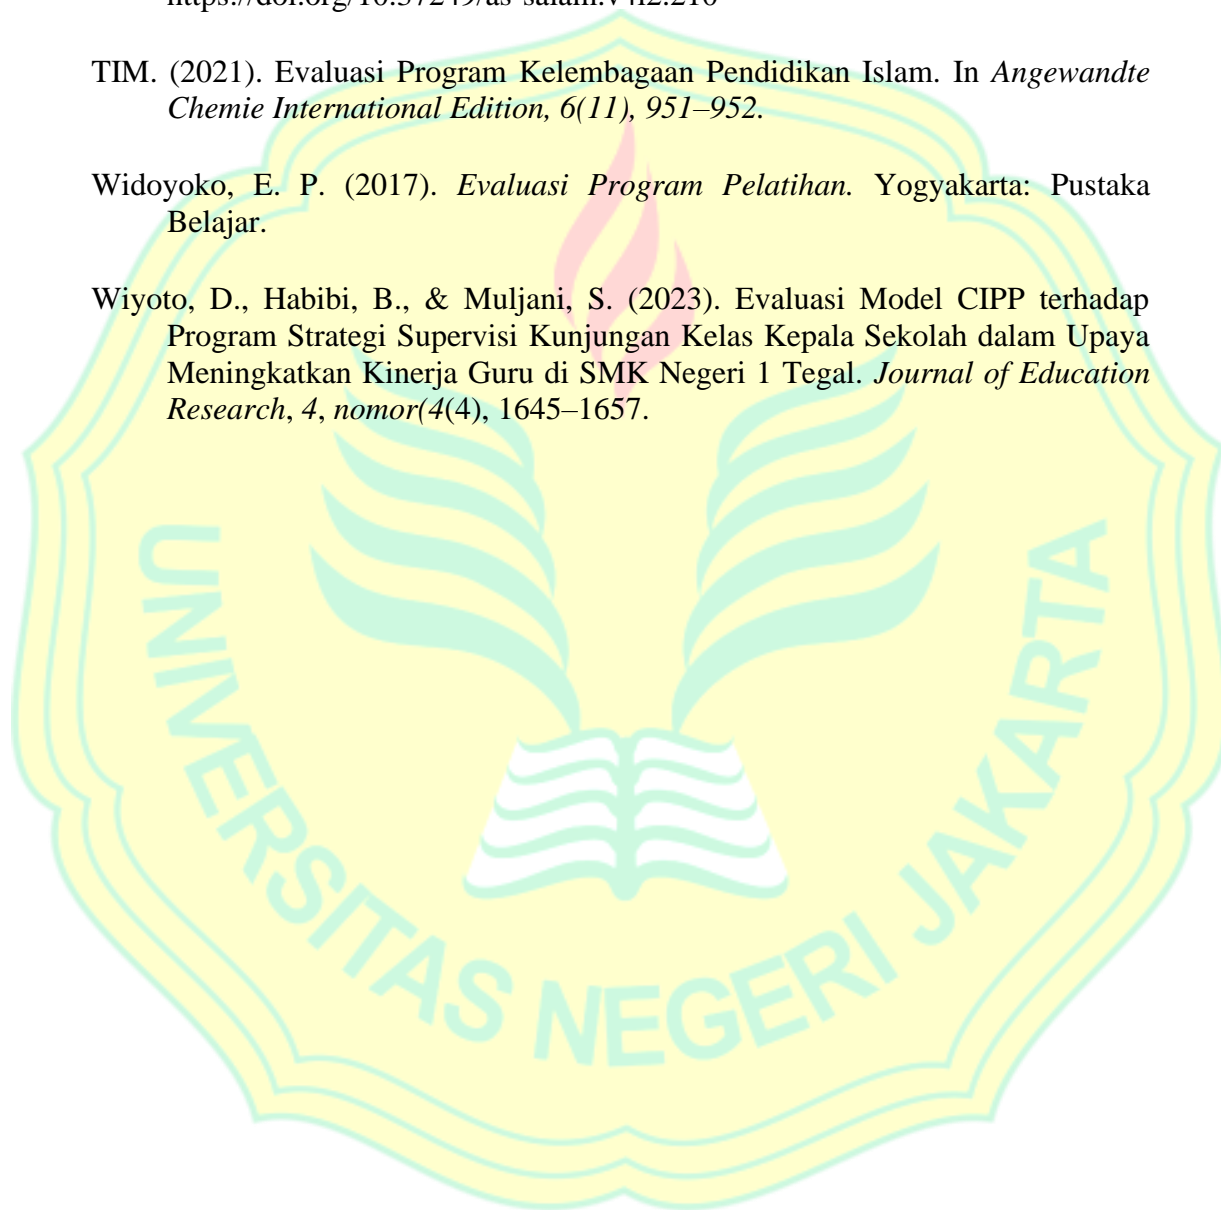 https://doi.org/10.37249/as-salam.v4i2.216
TIM. (2021). Evaluasi Program Kelembagaan Pendidikan Islam. In Angewandte
Chemie International Edition, 6(11), 951–952.
Widoyoko, E. P. (2017). Evaluasi Program Pelatihan. Yogyakarta: Pustaka
Belajar.
Wiyoto, D., Habibi, B., & Muljani, S. (2023). Evaluasi Model CIPP terhadap
Program Strategi Supervisi Kunjungan Kelas Kepala Sekolah dalam Upaya
Meningkatkan Kinerja Guru di SMK Negeri 1 Tegal. Journal of Education
Research, 4, nomor(4(4), 1645–1657.
UNIVERSITAS NEGERI JAKARTA